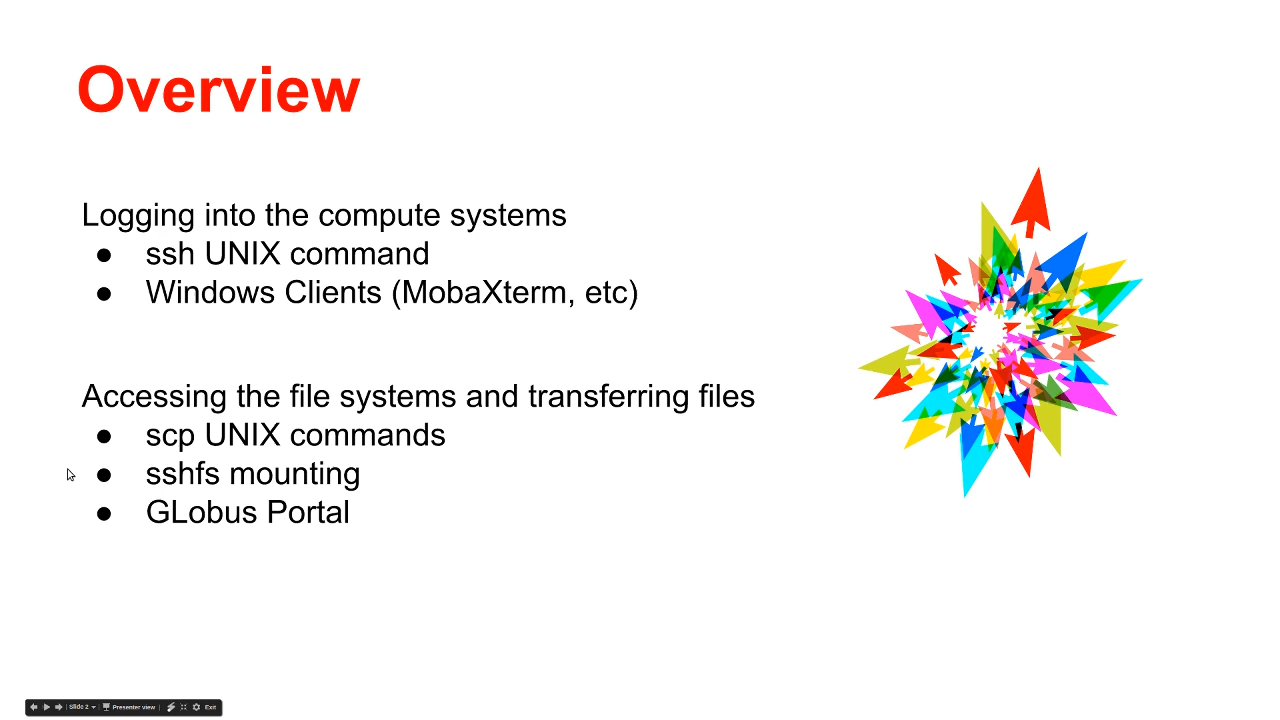 Overview
Logging into the compute systems
● ssh UNIX command
● Windows Clients (MobaXterm, etc)
Accessing the file systems and transferring files
● scp UNIX commands
● sshfs mounting
● GLobus Portal
Slide 2 Presenter view Exit